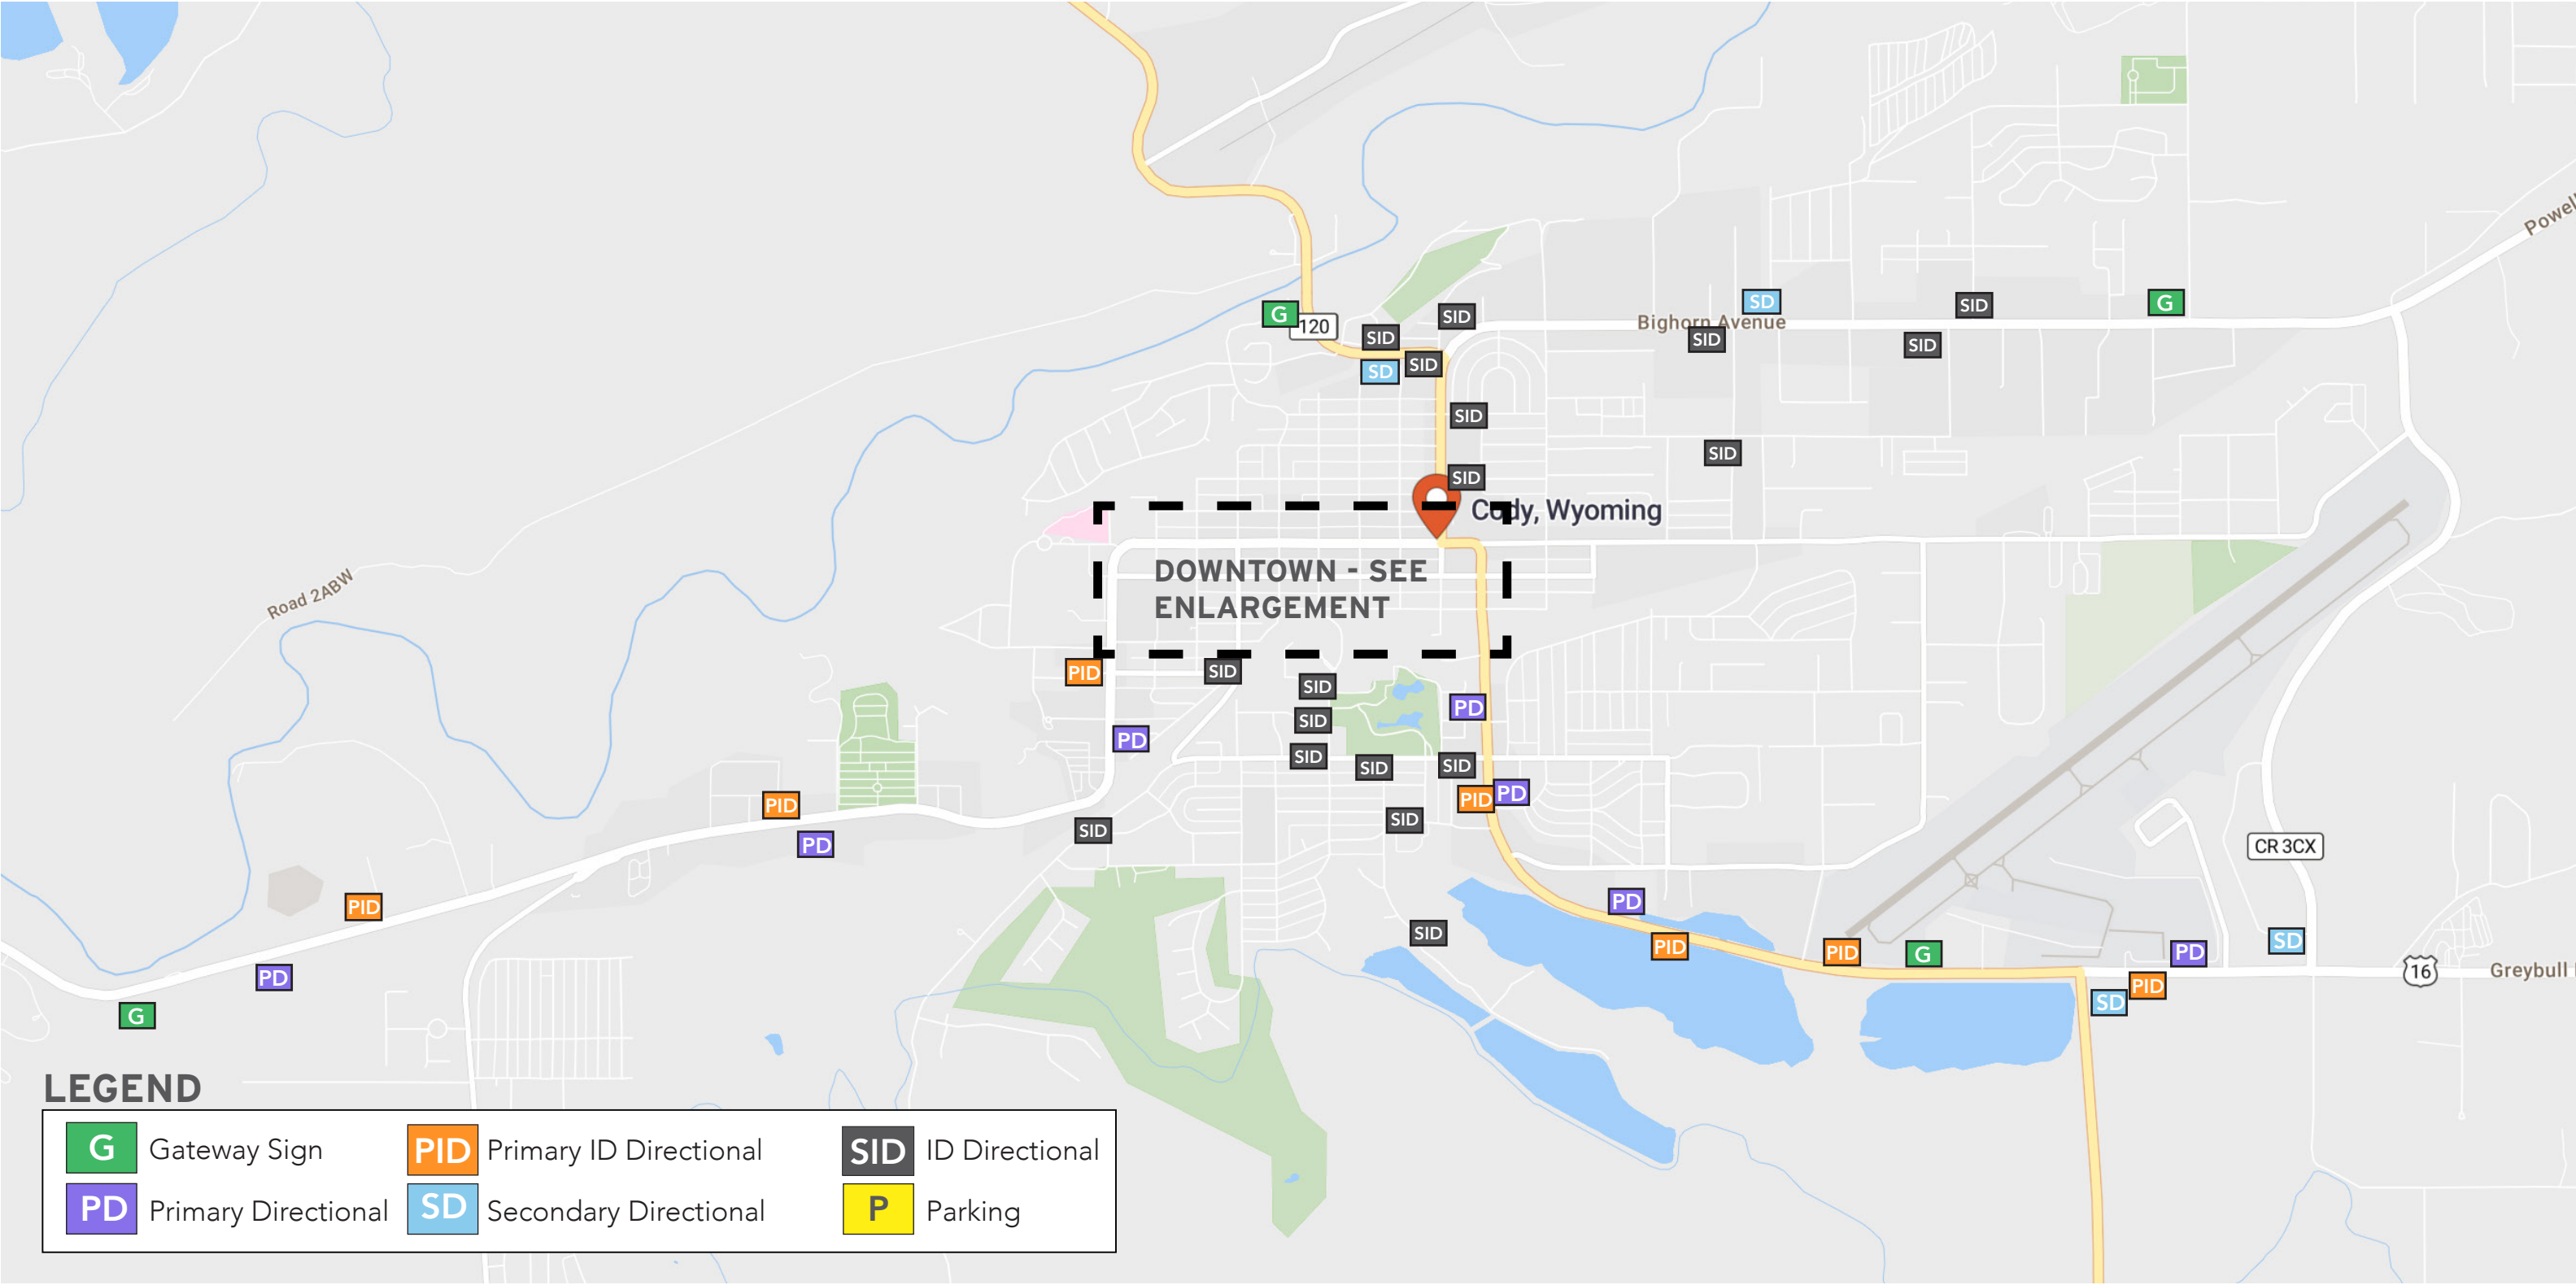 Powell
SD
SID
G
G
120
SID
Bighorn Avenue
SID
SID
SID
SD
SID
SID
SID
SID
Cody, Wyoming
DOWNTOWN - SEE
ENLARGEMENT
Road 2ABW
PID
SID
SID
PD
SID
PD
SID
SID
SID
PID
PD
PID
SID
SID
PD
CR 3CX
PID
PD
SID
PID
PID
G
PD
SD
PD
16
Greybull
PID
SD
G
LEGEND
G Gateway Sign
PID Primary ID Directional
SID ID Directional
PD Primary Directional
SD Secondary Directional
P Parking